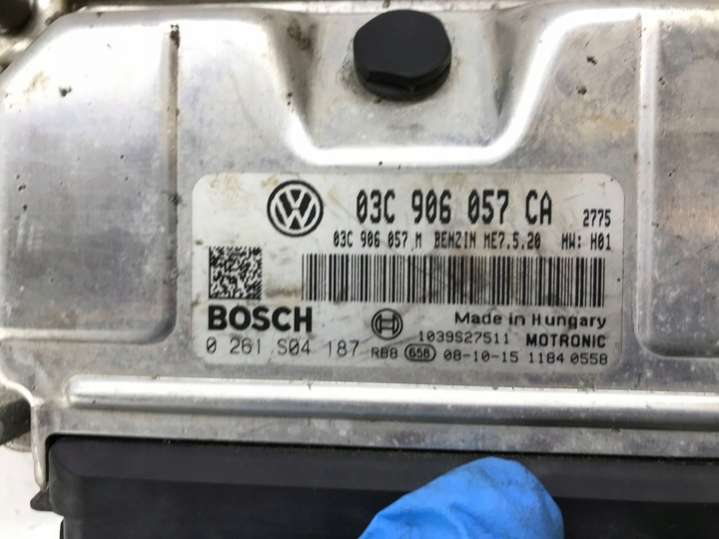 03C 906 057 CA 2775
03C 906 057 M BENZIN ME7.5.20 HW: H01
BOSCH
Made in Hungary
1039S27511 MOTRONIC
0 261 S04 187 RBB 656 08-10-15 1184 0558